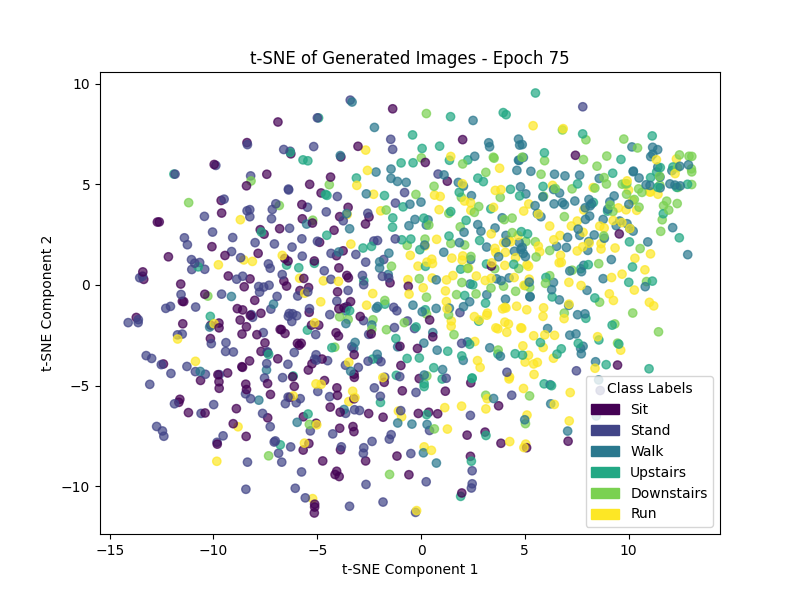 t-SNE of Generated Images - Epoch 75
10
5
0
−5
−10
t-SNE Component 2
Class Labels
Sit
Stand
Walk
Upstairs
Downstairs
Run
−15
−10
−5
0
5
10
t-SNE Component 1